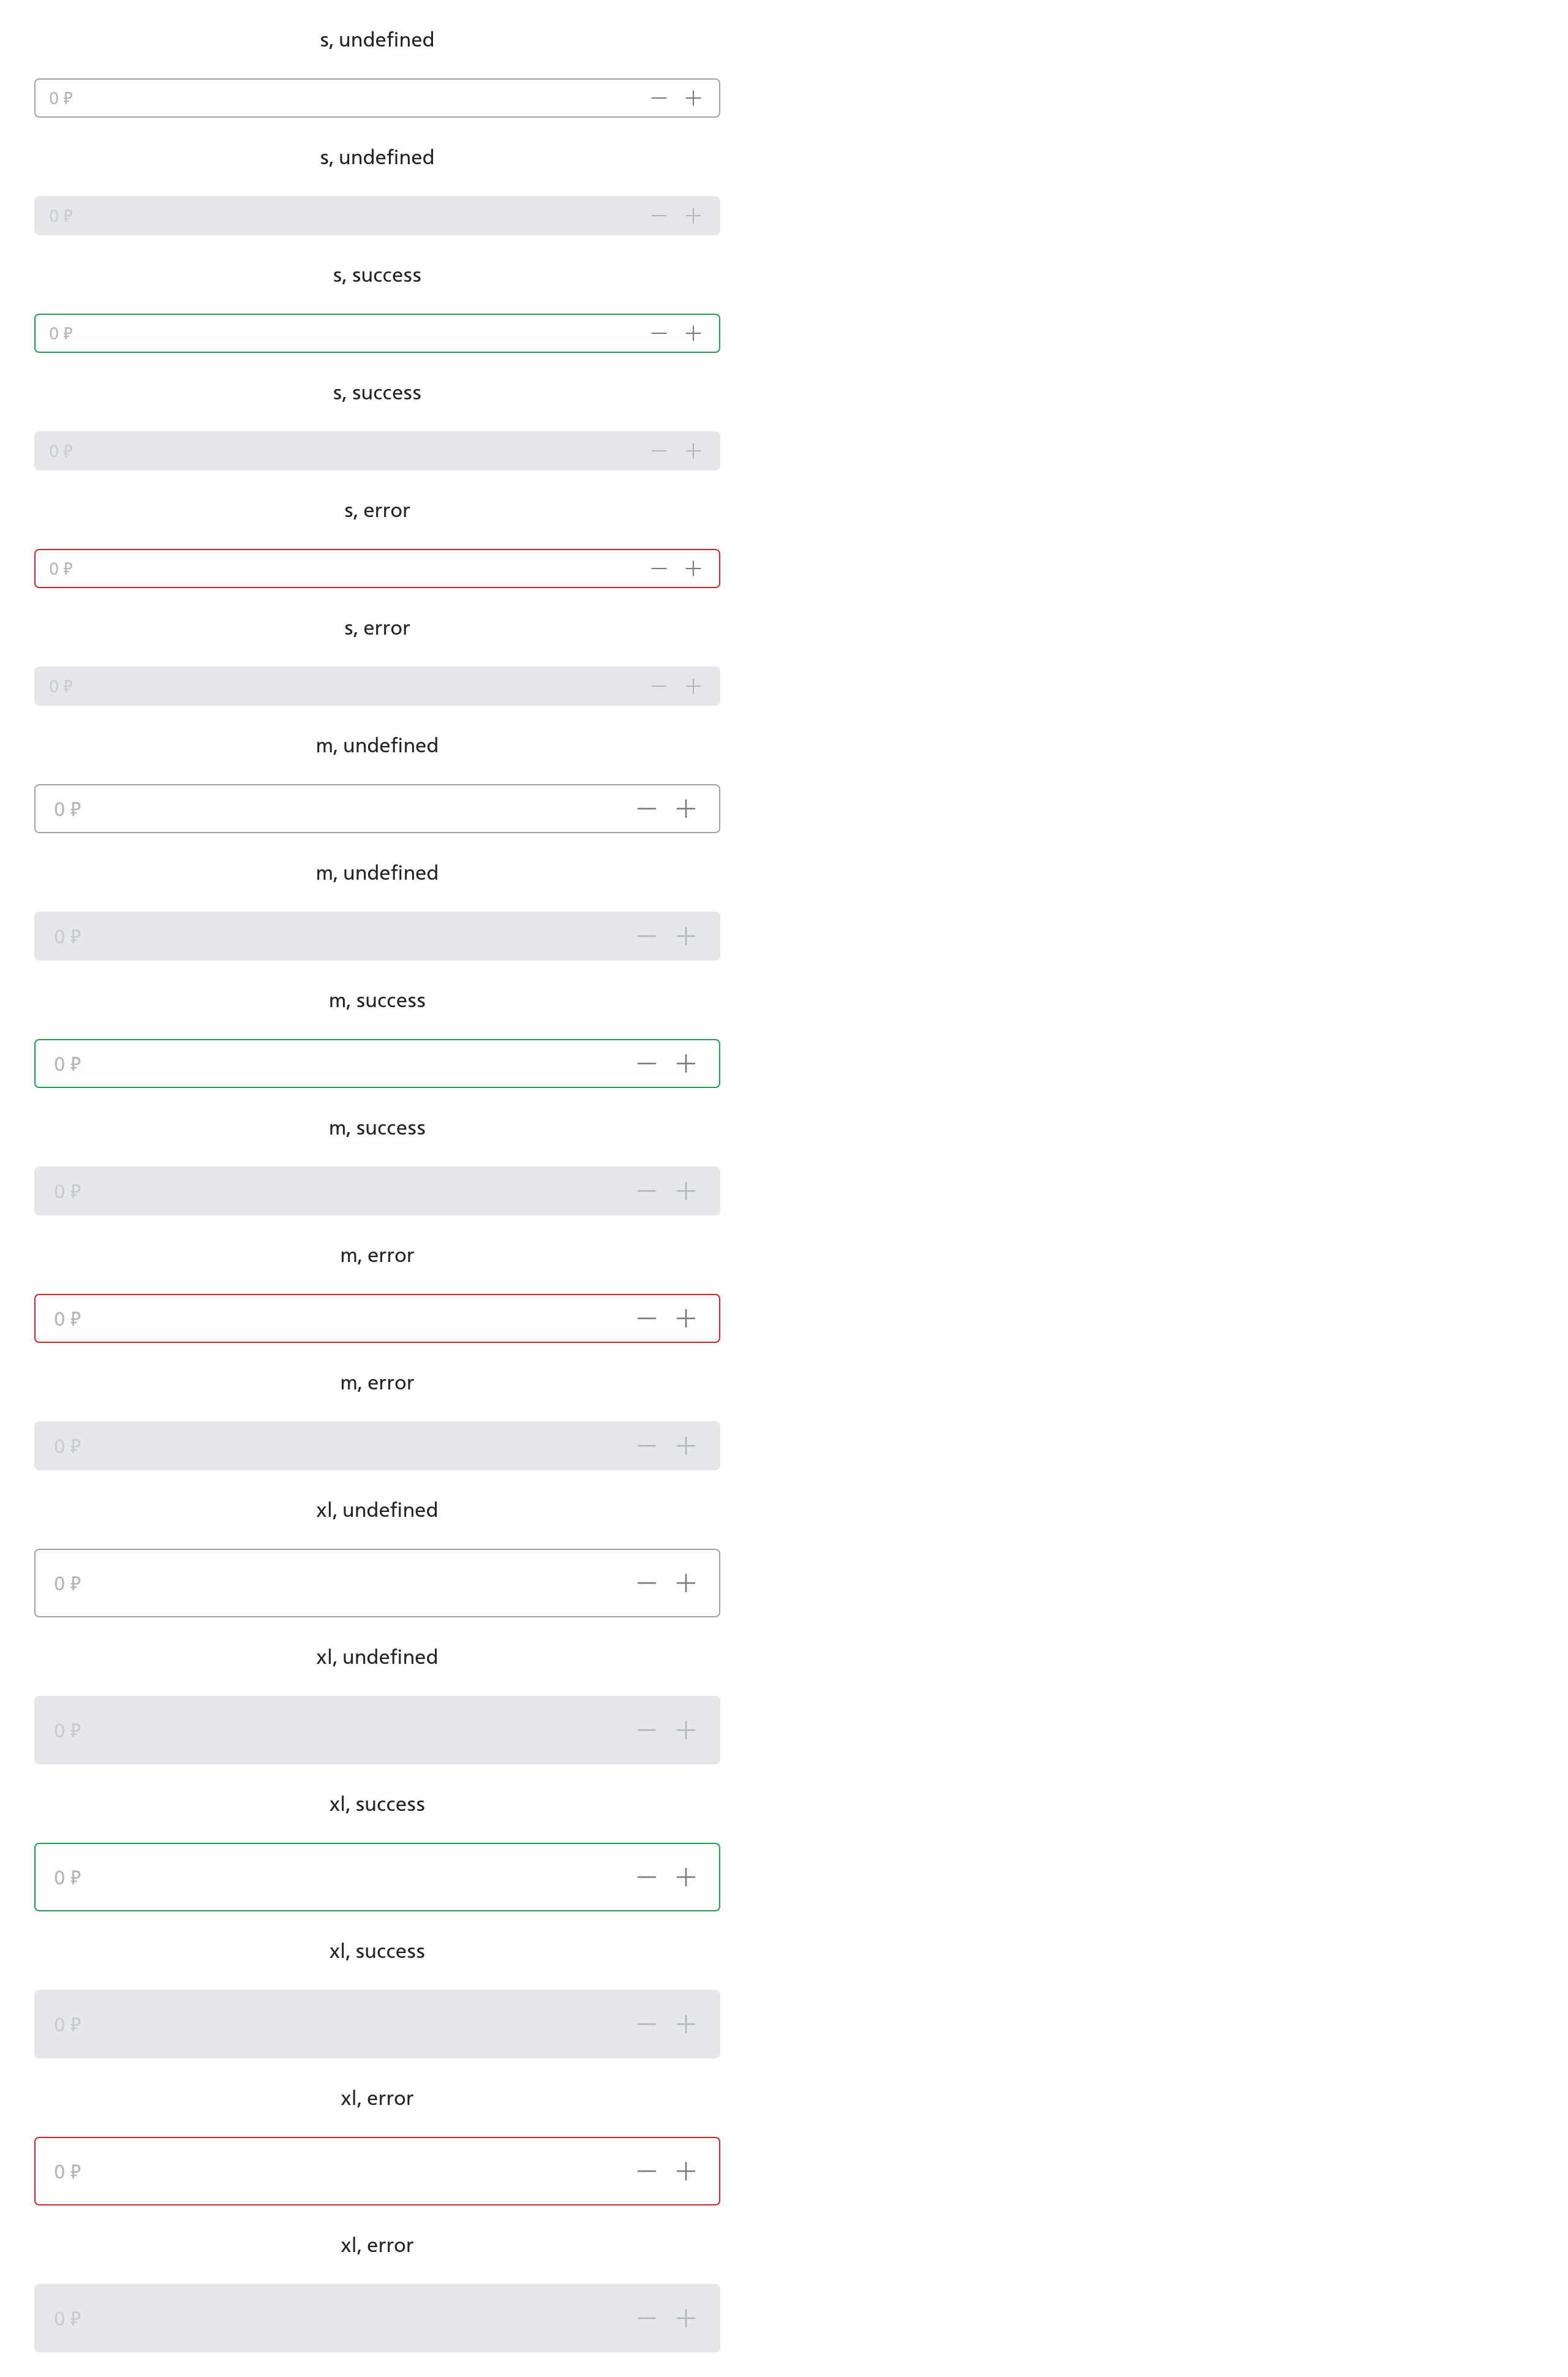 s, undefined
0 ₽
s, undefined
0 ₽
s, success
0 ₽
s, success
0 ₽
s, error
0 ₽
s, error
0 ₽
m, undefined
0 ₽
m, undefined
0 ₽
m, success
0 ₽
m, success
0 ₽
m, error
0 ₽
m, error
0 ₽
xl, undefined
0 ₽
xl, undefined
0 ₽
xl, success
0 ₽
xl, success
0 ₽
xl, error
0 ₽
xl, error
0 ₽